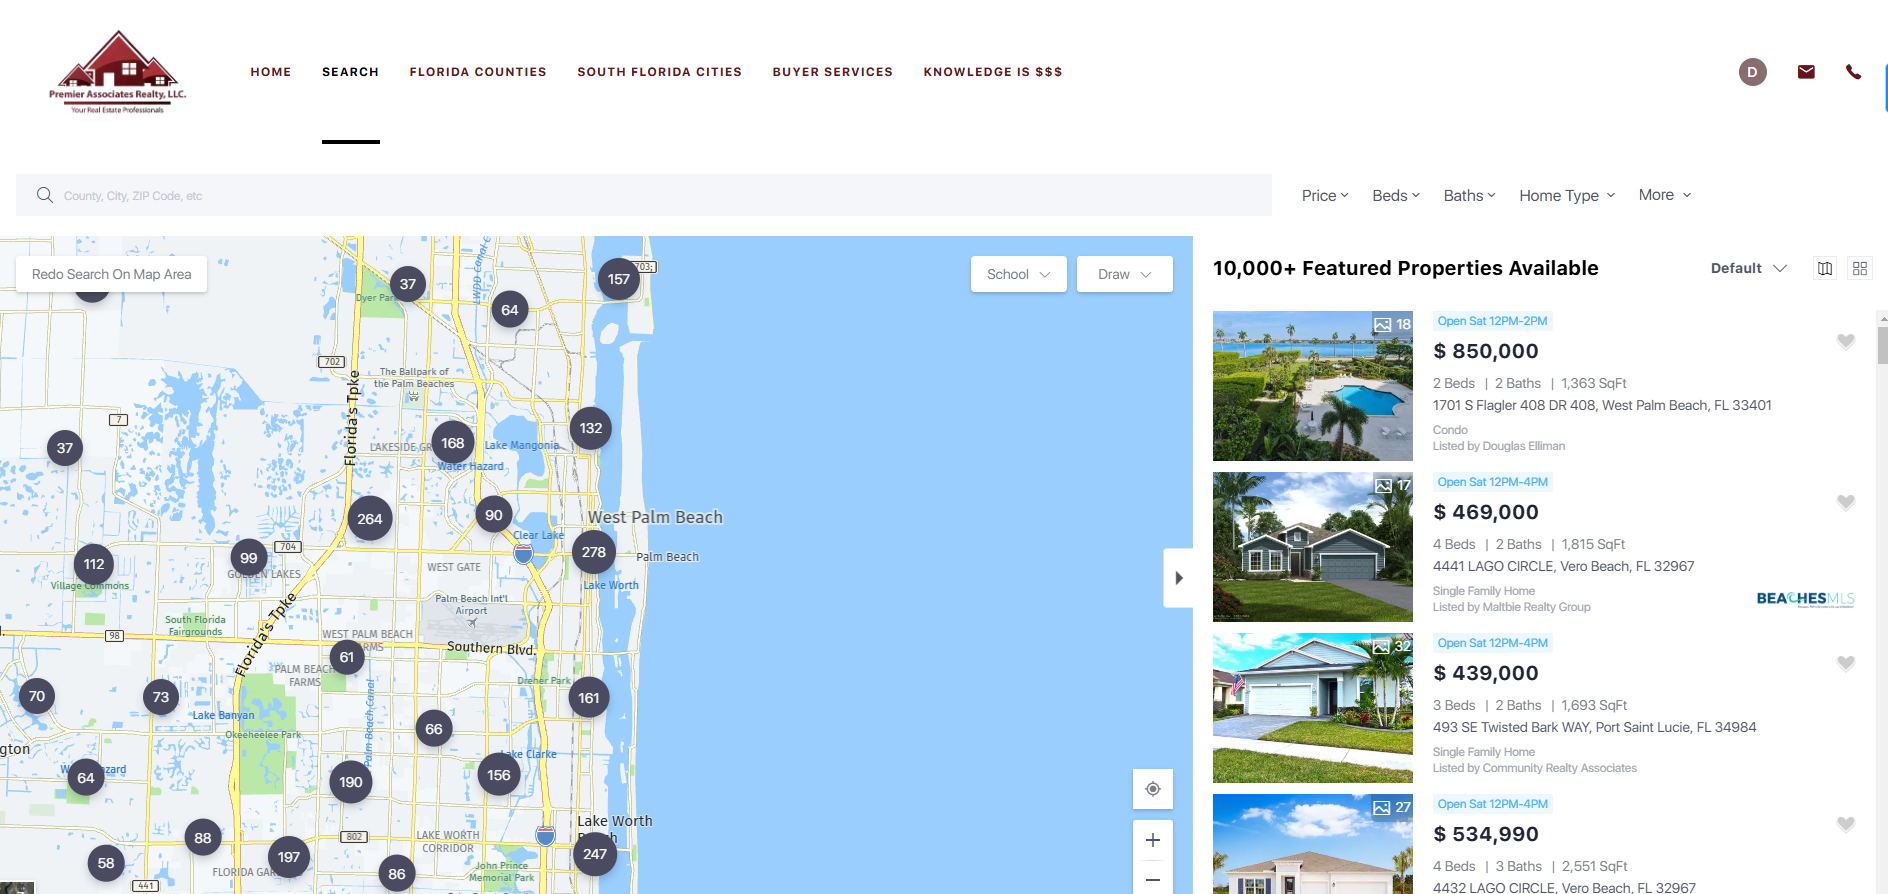 Premier Associates Realty, LLC.
Your Real Estate Professionals
HOME
SEARCH
FLORIDA COUNTIES
SOUTH FLORIDA CITIES
BUYER SERVICES
KNOWLEDGE IS $$$
D
County, City, ZIP Code, etc
Price
Beds
Baths
Home Type
More
Redo Search On Map Area
School
Draw
37
64
157
703;
Dyer Park
LWDD Canal
702
The Ballpark of
the Palm Beaches
Florida's Tpke
7
37
LAKESIDE GR
168
Lake Mangonia
132
Water Hazard
264
90
West Palm Beach
Clear Lake
278
Palm Beach
704
99
GOLDEN LAKES
112
Village Commons
WEST GATE
Lake Worth
Palm Beach Int'l
Airport
South Florida
Fairgrounds
Florida's Tpke
98
WEST PALM BEACH
FARMS
61
Southern Blvd.
PALM BEACH
FARMS
Dreher Park
70
73
161
Lake Banyan
Palm Beach Canal
Okeeheelee Park
66
gton
Lake Clarke
64
190
156
Lake Worth
Beach
88
802
LAKE WORTH
CORRIDOR
247
58
197
86
FLORIDA GAR
John Prince
Memorial Park
441
10,000+ Featured Properties Available
Default
18
Open Sat 12PM-2PM
$ 850,000
2 Beds | 2 Baths | 1,363 SqFt
1701 S Flagler 408 DR 408, West Palm Beach, FL 33401
Condo
Listed by Douglas Elliman
17
Open Sat 12PM-4PM
$ 469,000
4 Beds | 2 Baths | 1,815 SqFt
4441 LAGO CIRCLE, Vero Beach, FL 32967
Single Family Home
Listed by Maltbie Realty Group
BEACHESMLS
32
Open Sat 12PM-4PM
$ 439,000
3 Beds | 2 Baths | 1,693 SqFt
493 SE Twisted Bark WAY, Port Saint Lucie, FL 34984
Single Family Home
Listed by Community Realty Associates
27
Open Sat 12PM-4PM
$ 534,990
4 Beds | 3 Baths | 2,551 SqFt
4432 LAGO CIRCLE, Vero Beach, FL 32967